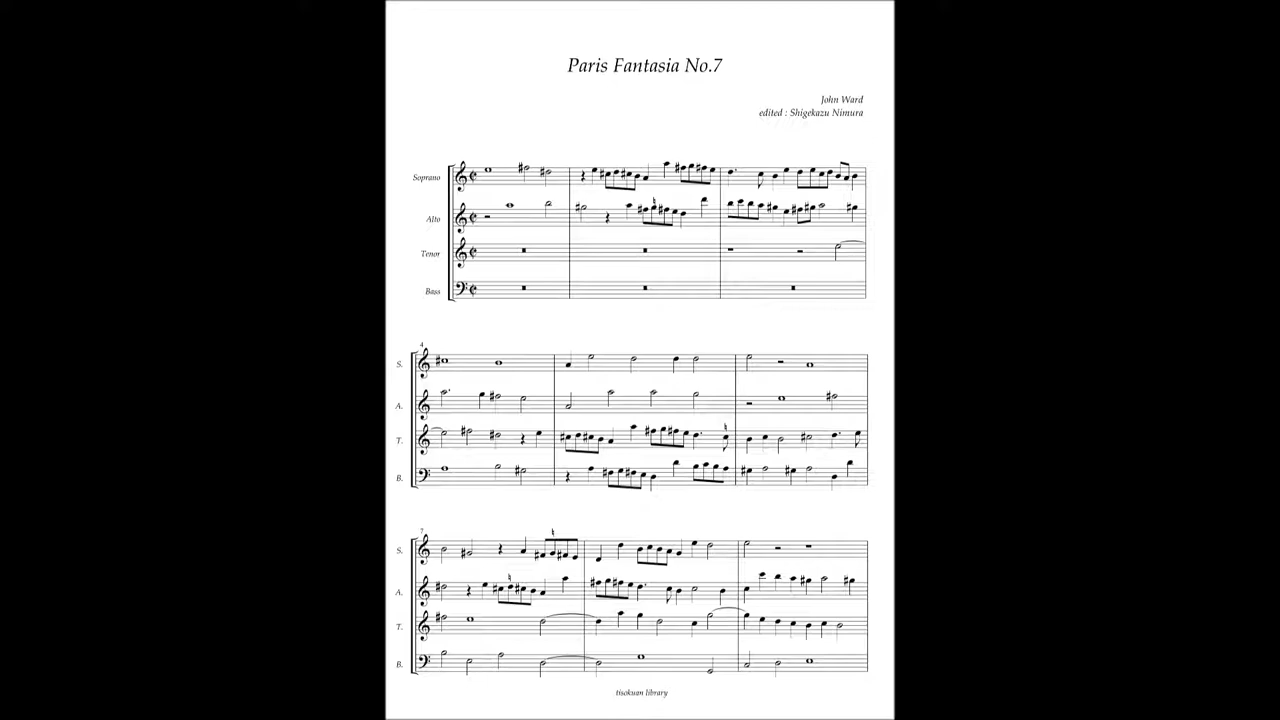 Paris Fantasia No.7
John Ward
edited : Shigekazu Nimura
Soprano
Alto
Tenor
Bass
4
S.
A.
T.
B.
7
S.
A.
T.
B.
tisokuan library